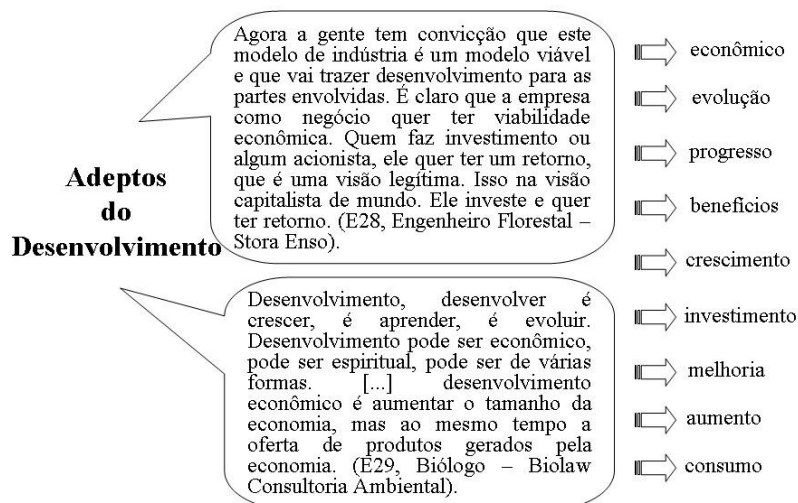 Adeptos
do
Desenvolvimento
Agora a gente tem convicção que este
modelo de indústria é um modelo viável
e que vai trazer desenvolvimento para as
partes envolvidas. É claro que a empresa
como negócio quer ter viabilidade
econômica. Quem faz investimento ou
algum acionista, ele quer ter um retorno,
que é uma visão legítima. Isso na visão
capitalista de mundo. Ele investe e quer
ter retorno. (E28, Engenheiro Florestal –
Stora Enso).
Desenvolvimento, desenvolver é
crescer, é aprender, é evoluir.
Desenvolvimento pode ser econômico,
pode ser espiritual, pode ser de várias
formas. [...] desenvolvimento
econômico é aumentar o tamanho da
economia, mas ao mesmo tempo a
oferta de produtos gerados pela
economia. (E29, Biólogo – Biolaw
Consultoria Ambiental).
econômico
evolução
progresso
benefícios
crescimento
investimento
melhoria
aumento
consumo